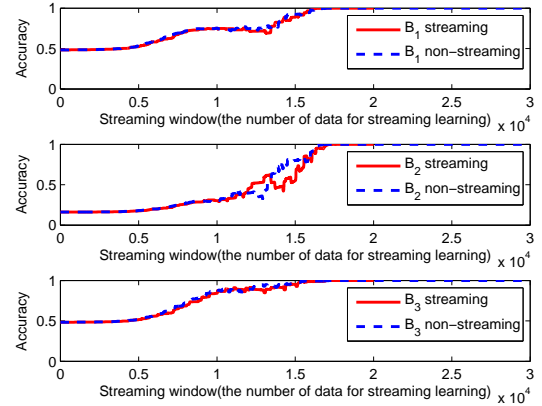 1
0.5
0
Accuracy
B1 streaming
B1 non−streaming
0 0.5 1 1.5 2 2.5 3
x 10^4
Streaming window(the number of data for streaming learning)
1
0.5
0
Accuracy
B2 streaming
B2 non−streaming
0 0.5 1 1.5 2 2.5 3
x 10^4
Streaming window(the number of data for streaming learning)
1
0.5
0
Accuracy
B3 streaming
B3 non−streaming
0 0.5 1 1.5 2 2.5 3
x 10^4
Streaming window(the number of data for streaming learning)